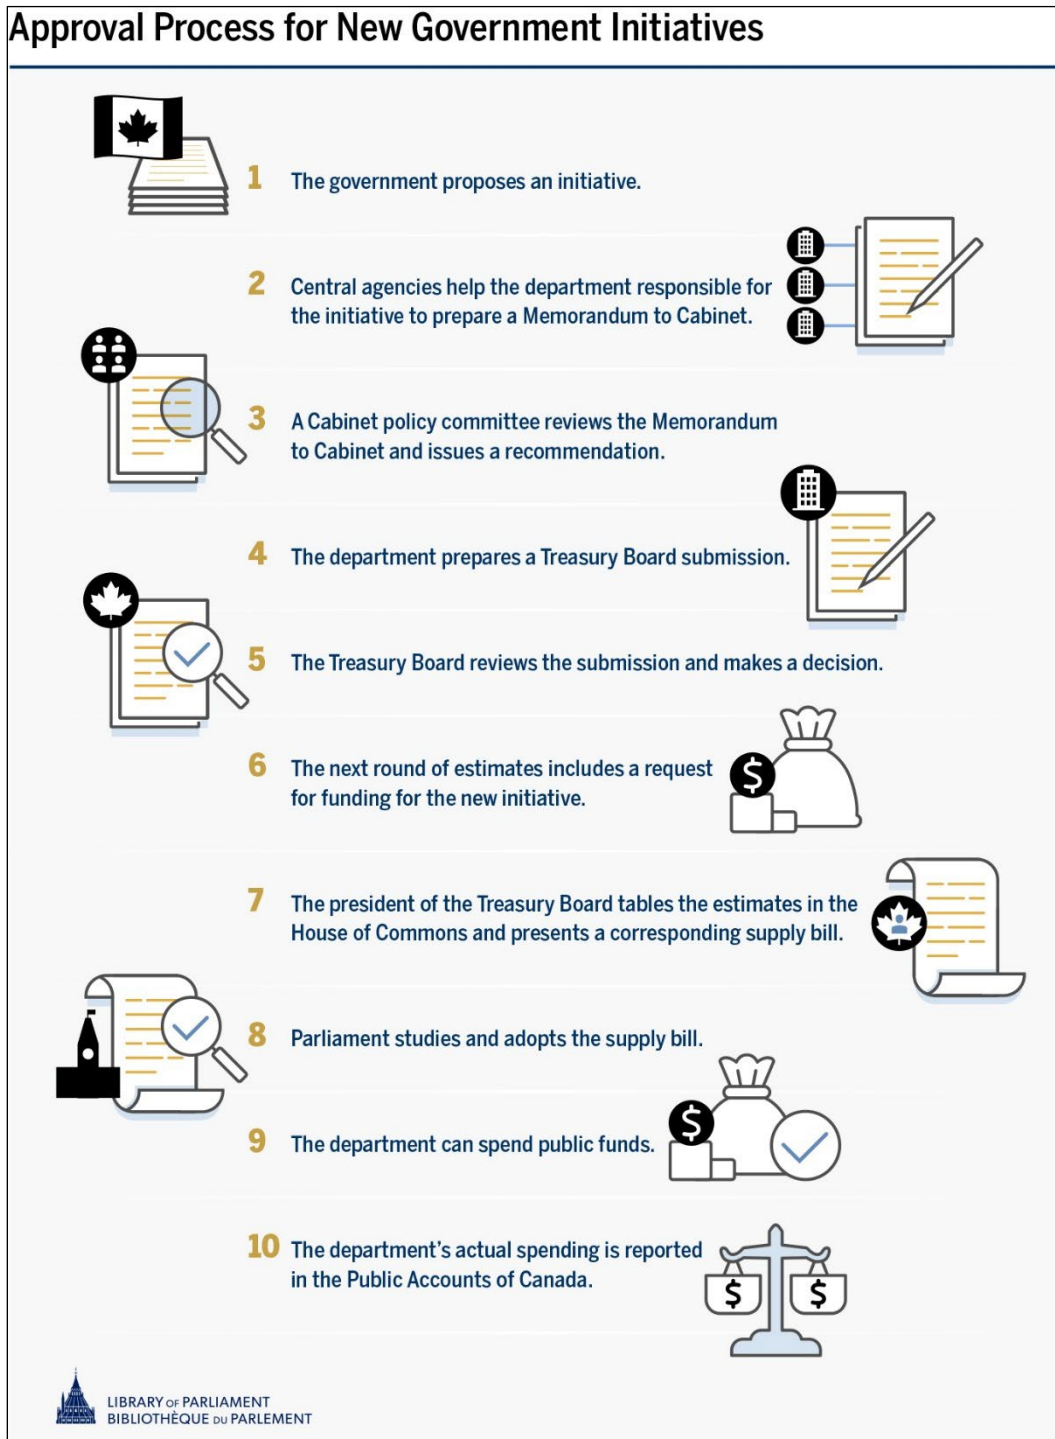 Approval Process for New Government Initiatives
1 The government proposes an initiative.
2 Central agencies help the department responsible for
the initiative to prepare a Memorandum to Cabinet.
3 A Cabinet policy committee reviews the Memorandum
to Cabinet and issues a recommendation.
4 The department prepares a Treasury Board submission.
5 The Treasury Board reviews the submission and makes a decision.
6 The next round of estimates includes a request
for funding for the new initiative.
$
7 The president of the Treasury Board tables the estimates in the
House of Commons and presents a corresponding supply bill.
8 Parliament studies and adopts the supply bill.
9 The department can spend public funds.
$
10 The department's actual spending is reported
in the Public Accounts of Canada.
$ $
LIBRARY OF PARLIAMENT
BIBLIOTHÈQUE DU PARLEMENT